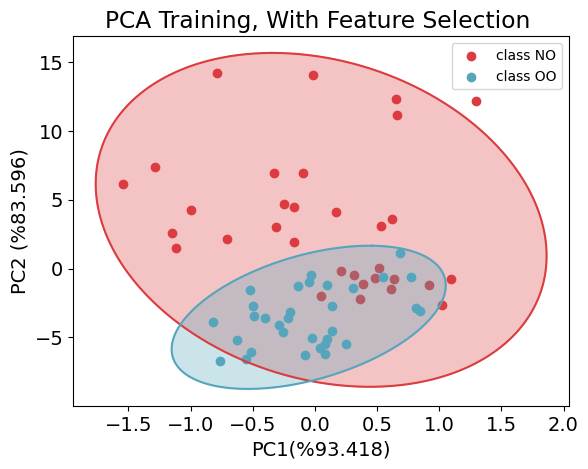 PCA Training, With Feature Selection
class NO
class OO
15
10
5
0
−5
PC2 (%83.596)
−1.5 −1.0 −0.5 0.0 0.5 1.0 1.5 2.0
PC1(%93.418)